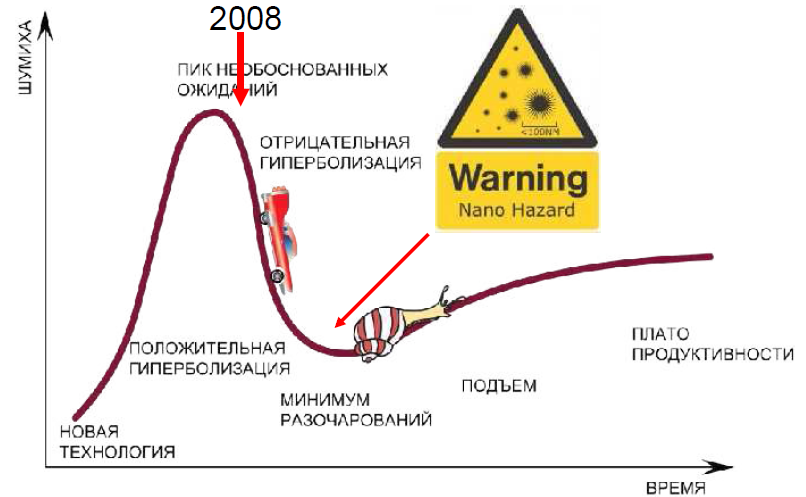 2008
ШУМИХА
ПИК НЕОБОСНОВАННЫХ
ОЖИДАНИЙ
ОТРИЦАТЕЛЬНАЯ
ГИПЕРБОЛИЗАЦИЯ
<100NM
Warning
Nano Hazard
ПОЛОЖИТЕЛЬНАЯ
ГИПЕРБОЛИЗАЦИЯ
МИНИМУМ
РАЗОЧАРОВАНИЙ
ПОДЪЕМ
ПЛАТО
ПРОДУКТИВНОСТИ
НОВАЯ
ТЕХНОЛОГИЯ
ВРЕМЯ